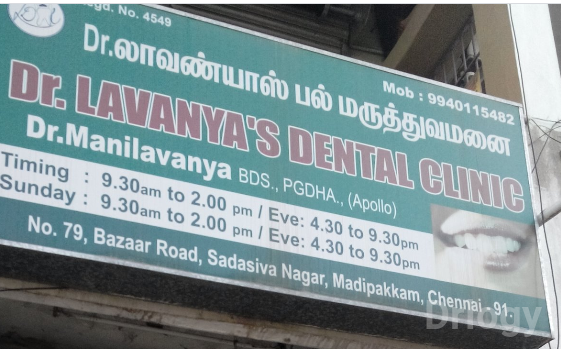 Regd. No. 4549
Mob : 9940115482
Dr.லாவண்யாஸ் பல் மருத்துவமனை
Dr. LAVANYA'S DENTAL CLINIC
Dr.Manilavanya BDS., PGDHA., (Apollo)
Timing : 9.30am to 2.00 pm / Eve: 4.30 to 9.30pm
Sunday : 9.30am to 2.00 pm / Eve: 4.30 to 9.30pm
No. 79, Bazaar Road, Sadasiva Nagar, Madipakkam, Chennai - 91.
Drlogy